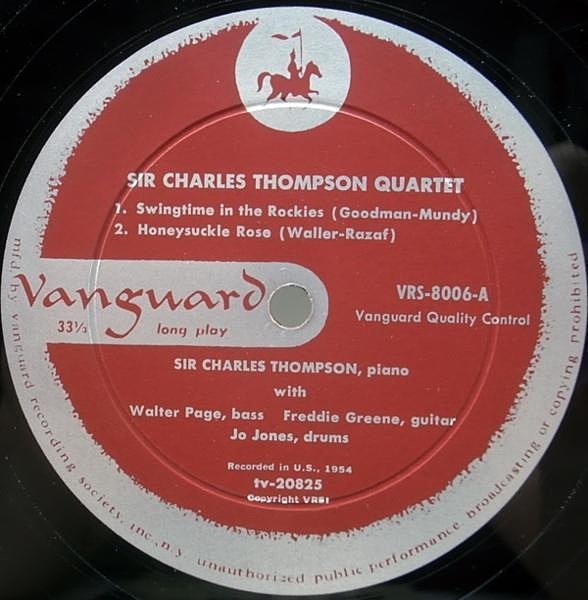 SIR CHARLES THOMPSON QUARTET
1. Swingtime in the Rockies (Goodman-Mundy)
2. Honeysuckle Rose (Waller-Razaf)
Vanguard
33⅓ long play
VRS-8006-A
Vanguard Quality Control
SIR CHARLES THOMPSON, piano
with
Walter Page, bass Freddie Greene, guitar
Jo Jones, drums
Recorded in U.S., 1954
tv-20825
Copyright VRSI
mfd by vanguard recording society, inc., n.y. unauthorized public performance broadcasting or copying prohibited